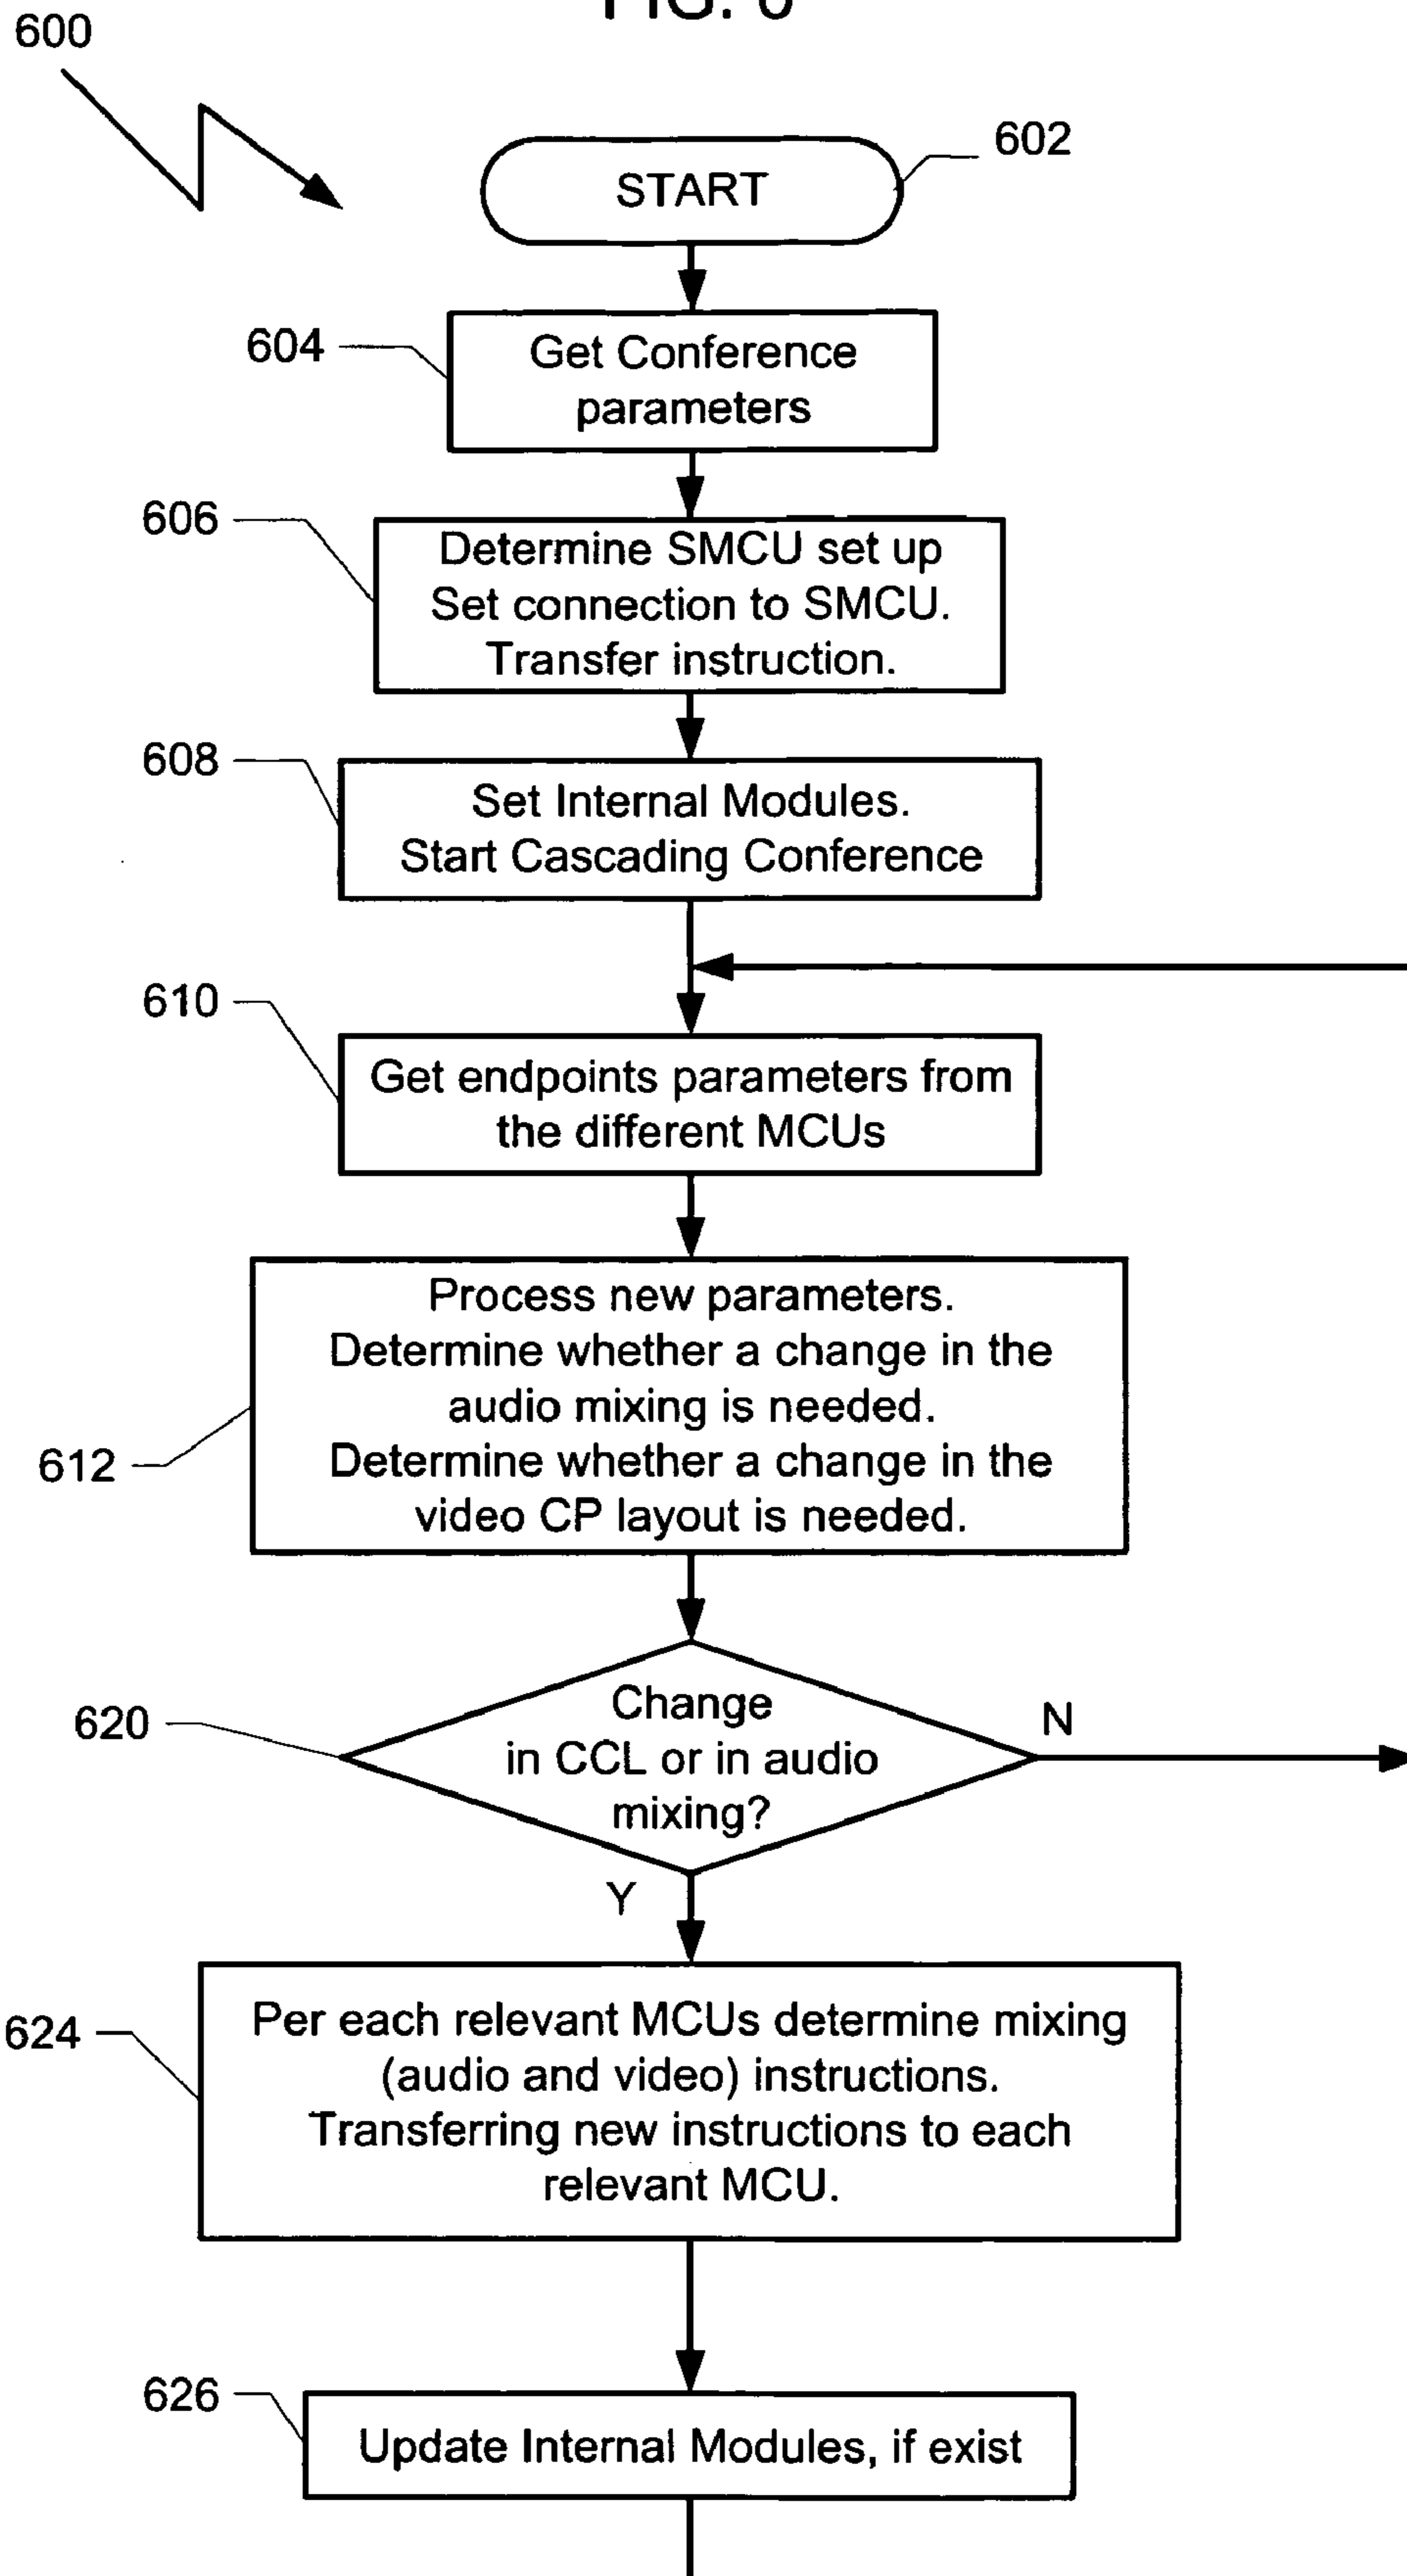 FIG. 6
600
602
START
604
Get Conference
parameters
606
Determine SMCU set up
Set connection to SMCU.
Transfer instruction.
608
Set Internal Modules.
Start Cascading Conference
610
Get endpoints parameters from
the different MCUs
Process new parameters.
Determine whether a change in the
audio mixing is needed.
612
Determine whether a change in the
video CP layout is needed.
620
Change
in CCL or in audio
mixing?
N
Y
624
Per each relevant MCUs determine mixing
(audio and video) instructions.
Transferring new instructions to each
relevant MCU.
626
Update Internal Modules, if exist